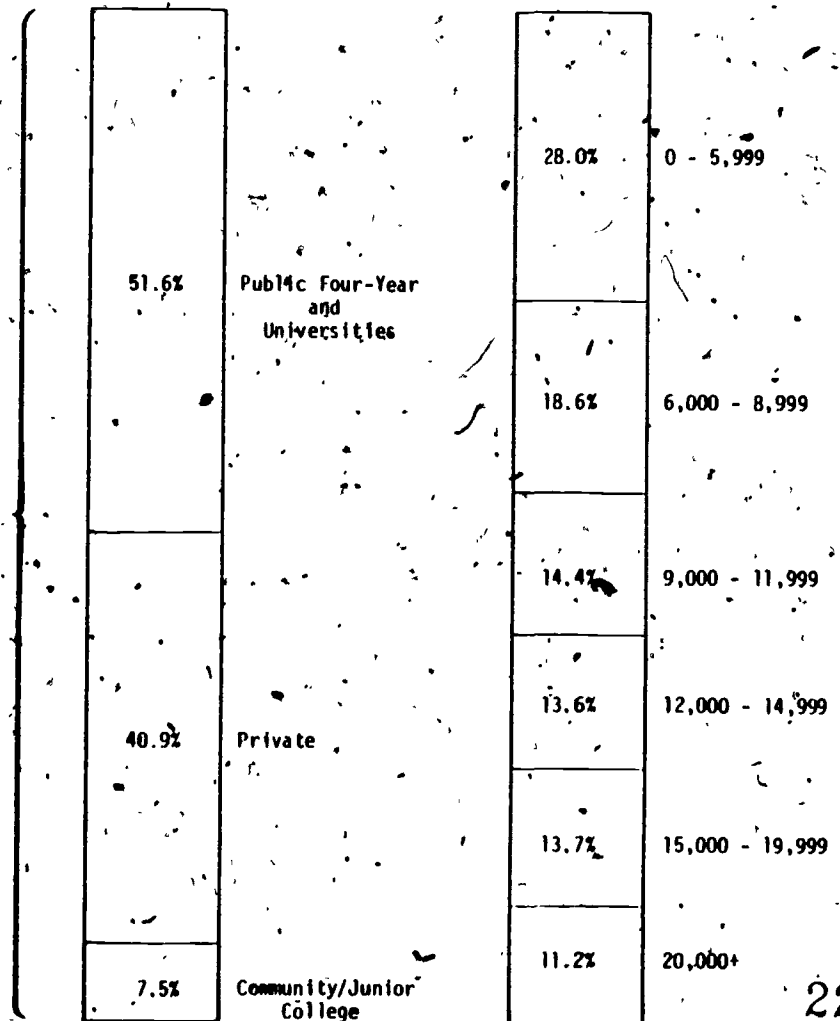 51.6%
Public Four-Year
and
Universities
40.9%
Private
7.5%
Community/Junior
College
28.0%
0 - 5,999
18.6%
6,000 - 8,999
14.4%
9,000 - 11,999
13.6%
12,000 - 14,999
13.7%
15,000 - 19,999
11.2%
20,000+